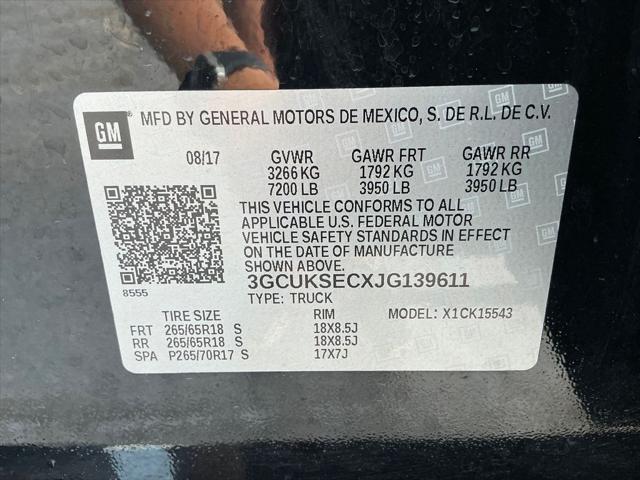 GM
MFD BY GENERAL MOTORS DE MEXICO, S. DE R.L. DE C.V.
08/17 GVWR GAWR FRT GAWR RR
3266 KG 1792 KG 1792 KG
7200 LB 3950 LB 3950 LB
THIS VEHICLE CONFORMS TO ALL
APPLICABLE U.S. FEDERAL MOTOR
VEHICLE SAFETY STANDARDS IN EFFECT
ON THE DATE OF MANUFACTURE
SHOWN ABOVE.
3GCUKSECXJG139611
8555
TYPE: TRUCK MODEL: X1CK15543
TIRE SIZE RIM
FRT 265/65R18 S 18X8.5J
RR 265/65R18 S 18X8.5J
SPA P265/70R17 S 17X7J